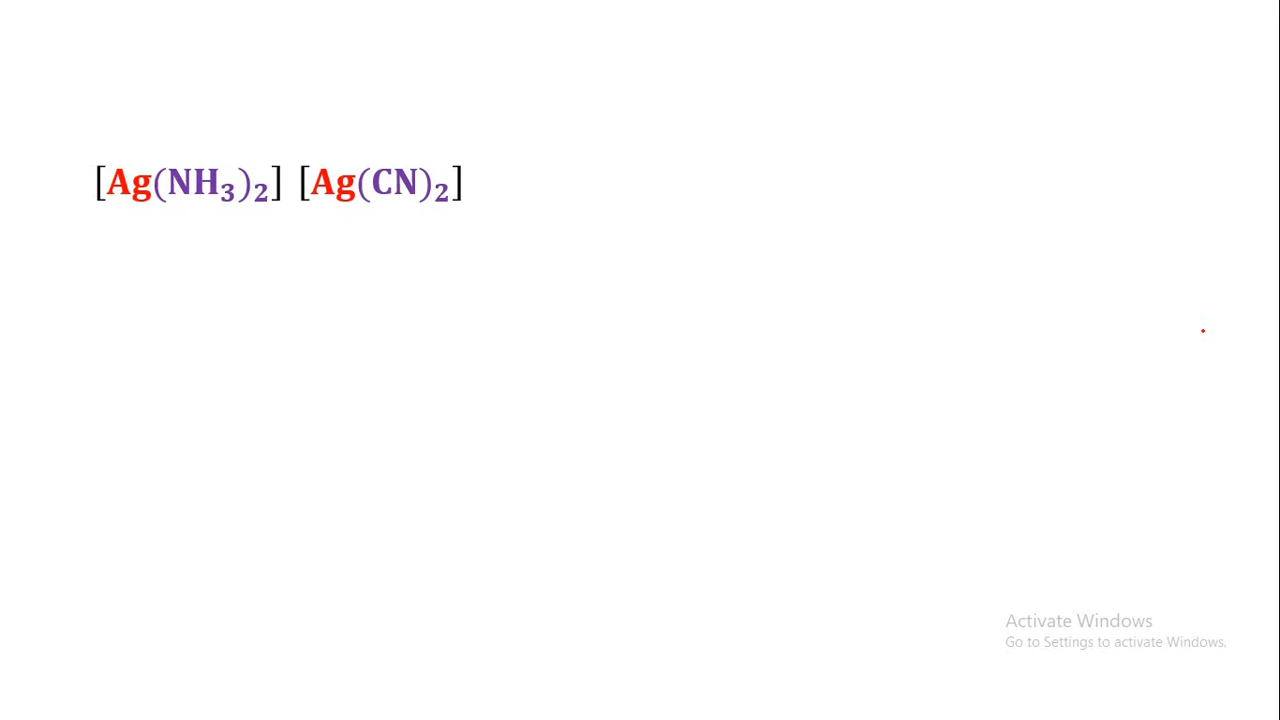 [Ag(NH₃)₂] [Ag(CN)₂]
Activate Windows
Go to Settings to activate Windows.